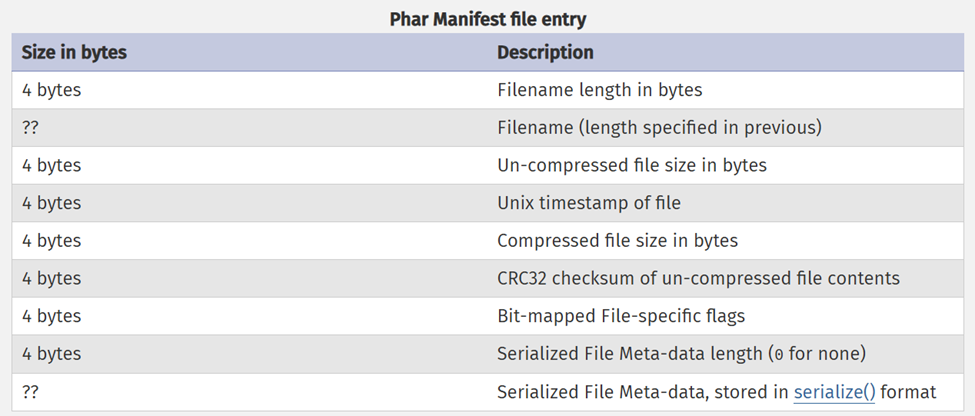 Phar Manifest file entry
Size in bytes Description
4 bytes Filename length in bytes
?? Filename (length specified in previous)
4 bytes Un-compressed file size in bytes
4 bytes Unix timestamp of file
4 bytes Compressed file size in bytes
4 bytes CRC32 checksum of un-compressed file contents
4 bytes Bit-mapped File-specific flags
4 bytes Serialized File Meta-data length (0 for none)
?? Serialized File Meta-data, stored in serialize() format